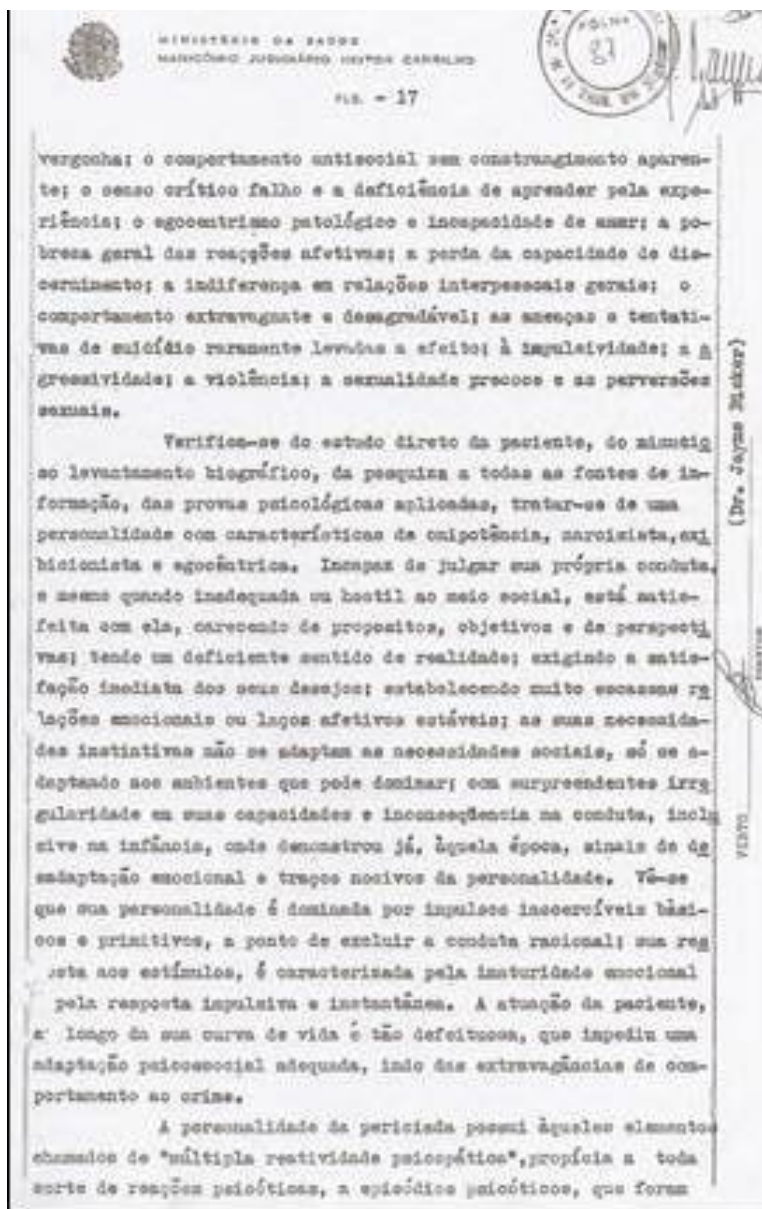 MINISTÉRIO DA SAÚDE
MANICÔMIO JUDICIÁRIO HEITOR CARRILHO
FLS. - 17
FOLHA
87
vergonha; o comportamento antisocial sem constrangimento aparen-
te; o senso crítico falho e a deficiência de aprender pela expe-
riência; o egocentrismo patológico e incapacidade de amar; a po-
bresa geral das reações afetivas; a perda da capacidade de dis-
cernimento; a indiferença em relações interpessoais gerais; o
comportamento extravagante e desagradável; as ameaças e tentati-
vas de suicídio raramente levadas a efeito; à impulsividade; a a
gressividade; a violência; a sexualidade precoce e as perversões
sexuais.
Verifica-se do estudo direto da paciente, do minucio
so levantamento biográfico, da pesquisa a todas as fontes de in-
formação, das provas psicológicas aplicadas, tratar-se de uma
personalidade com características de onipotência, narcisista,exi
bicionista e egocêntrica. Incapaz de julgar sua própria conduta,
e mesmo quando inadequada ou hostil ao meio social, está satis-
feita com ela, carecendo de propositos, objetivos e de perspecti
vas; tendo um deficiente sentido de realidade; exigindo a satis-
fação imediata dos seus desejos; estabelecendo muito escassas re
lações emocionais ou laços afetivos estáveis; as suas necessida-
des instintivas não se adaptam as necessidades sociais, só se a-
daptando aos ambientes que pode dominar; com surpreendentes irre
gularidade em suas capacidades e inconseqüencia na conduta, inclu
sive na infância, onde demonstrou já, àquela época, sinais de de
sadaptação emocional e traços nocivos da personalidade. Vê-se
que sua personalidade é dominada por impulsos incoercíveis bási-
cos e primitivos, a ponto de excluir a conduta racional; sua res
osta aos estímulos, é caracterizada pela imaturidade emocional
pela resposta impulsiva e instantânea. A atuação da paciente,
a longo da sua curva de vida é tão defeituosa, que impediu uma
adaptação psicossocial adequada, indo das extravagâncias de com-
portamento ao crime.
A personalidade da periciada possui àqueles elementos
chamados de "múltipla reatividade psicopática",propícia a toda
sorte de reações psicóticas, a episódios psicóticos, que foram
(Dr. Jayme
VISTO